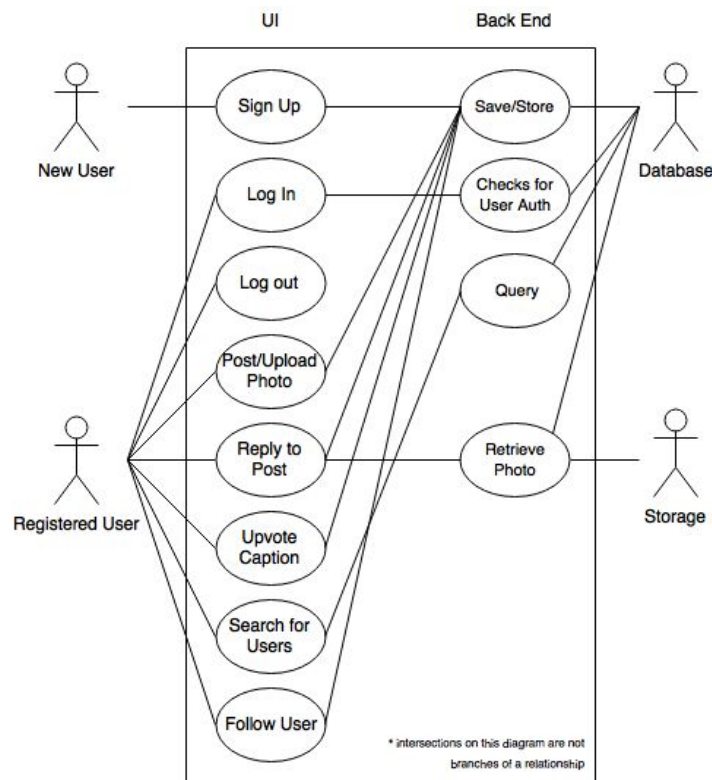 UI
Back End
Sign Up
Save/Store
New User
Database
Log In
Checks for
User Auth
Log out
Query
Post/Upload
Photo
Reply to
Post
Retrieve
Photo
Registered User
Storage
Upvote
Caption
Search for
Users
Follow User
* intersections on this diagram are not
branches of a relationship